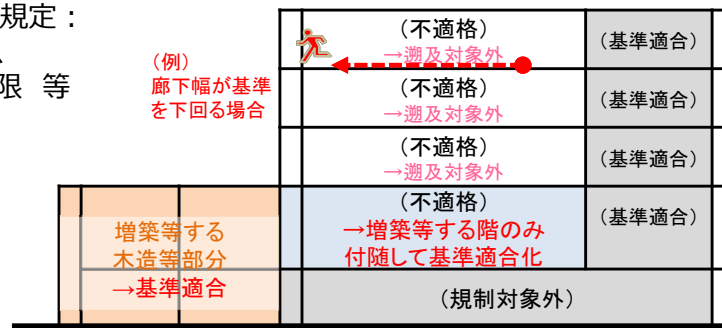 規定：
、
限 等
（例）
廊下幅が基準
を下回る場合
（不適格）
→遡及対象外
（基準適合）
（不適格）
→遡及対象外
（基準適合）
（不適格）
→遡及対象外
（基準適合）
（不適格）
→増築等する階のみ
付随して基準適合化
（基準適合）
増築等する
木造等部分
→基準適合
（規制対象外）